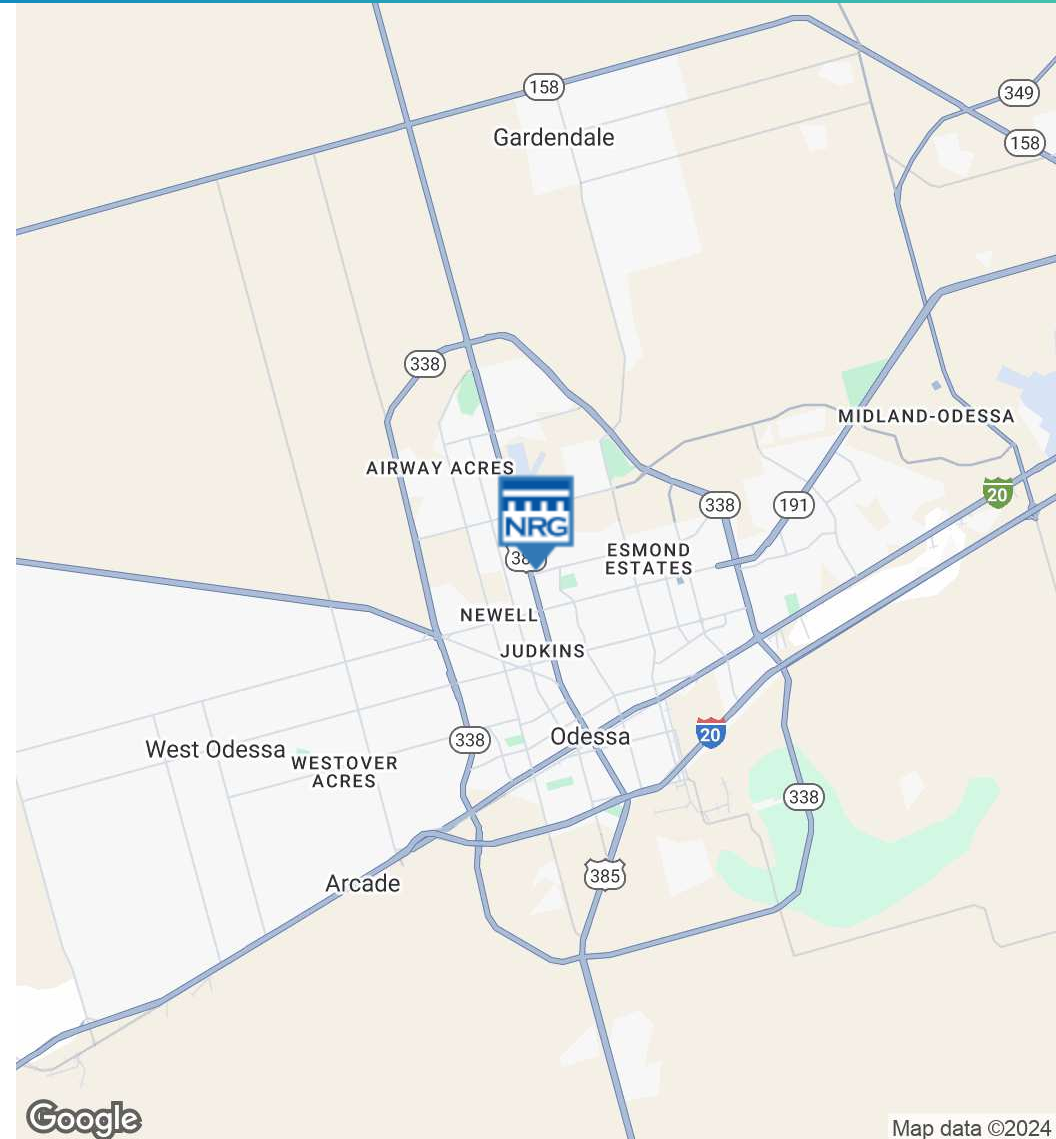 158
349
Gardendale
158
338
MIDLAND-ODESSA
AIRWAY ACRES
20
338
191
NRG
ESMOND
ESTATES
NEWELL
JUDKINS
338
Odessa
20
West Odessa
WESTOVER
ACRES
338
385
Arcade
Google
Map data ©2024